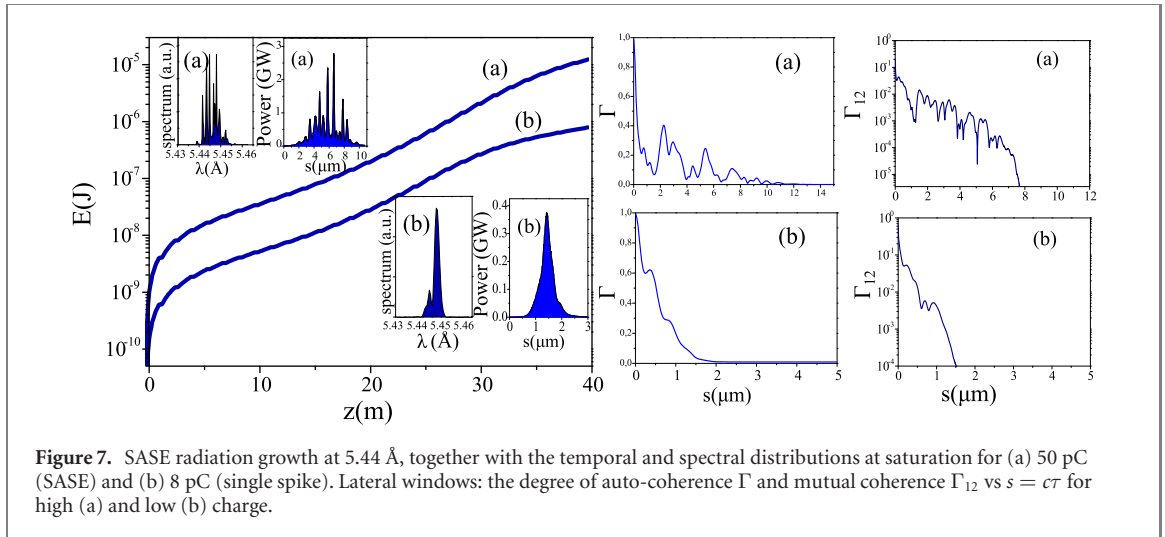 10⁻⁵
10⁻⁶
10⁻⁷
10⁻⁸
10⁻⁹
10⁻¹⁰
E(J)
0 10 20 30 40
z(m)
(a)
(b)
spectrum (a.u.)
(a)
5.43 5.44 5.45 5.46
λ(Å)
Power (GW)
3
2
1
0
(a)
2 4 6 8 10
s(μm)
spectrum (a.u.)
(b)
5.43 5.44 5.45 5.46
λ (Å)
Power (GW)
0.4
0.3
0.2
0.1
0.0
(b)
0 1 2 3
s(μm)
Γ
1,0
0,8
0,6
0,4
0,2
0,0
(a)
0 2 4 6 8 10 12 14
Γ₁₂
10⁰
10⁻¹
10⁻²
10⁻³
10⁻⁴
10⁻⁵
(a)
0 2 4 6 8 10 12
Γ
1,0
0,8
0,6
0,4
0,2
0,0
(b)
0 1 2 3 4 5
s(μm)
Γ₁₂
10⁰
10⁻¹
10⁻²
10⁻³
10⁻⁴
(b)
0 1 2 3 4 5
s(μm)
Figure 7. SASE radiation growth at 5.44 Å, together with the temporal and spectral distributions at saturation for (a) 50 pC
(SASE) and (b) 8 pC (single spike). Lateral windows: the degree of auto-coherence Γ and mutual coherence Γ₁₂ vs s = cτ for
high (a) and low (b) charge.